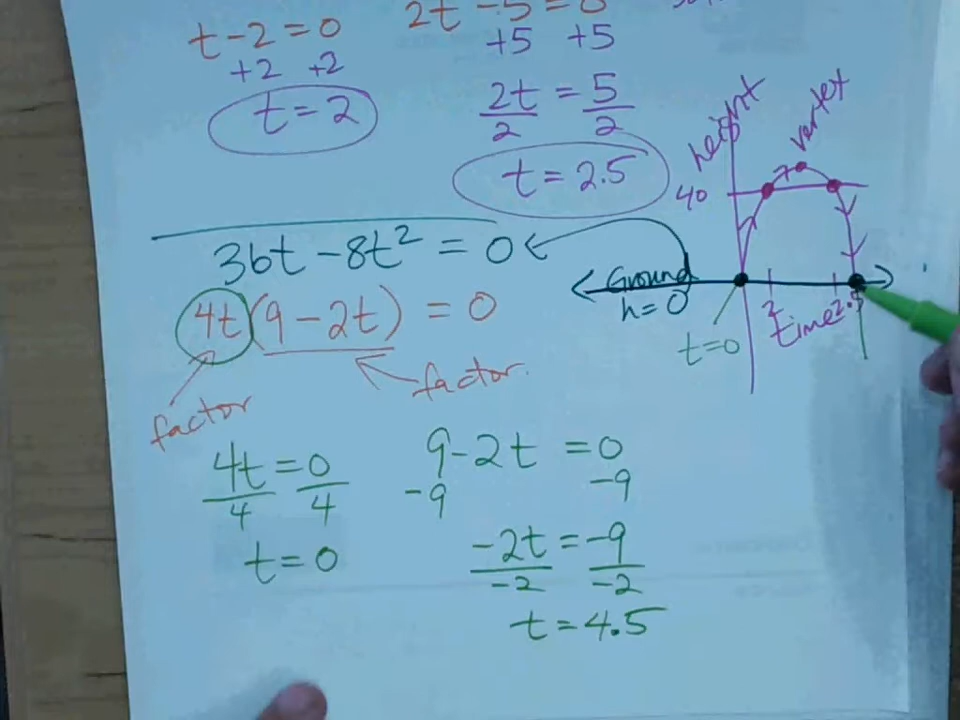 t - 2 = 0
+2 +2
t = 2
2t - 5 = 0
+5 +5
2t/2 = 5/2
t = 2.5
36t - 8t² = 0
4t(9 - 2t) = 0
factor
factor.
4t/4 = 0/4
t = 0
9 - 2t = 0
-9 -9
-2t/-2 = -9/-2
t = 4.5
height
vertex
40
Ground
h = 0
2
2.5
time
t = 0